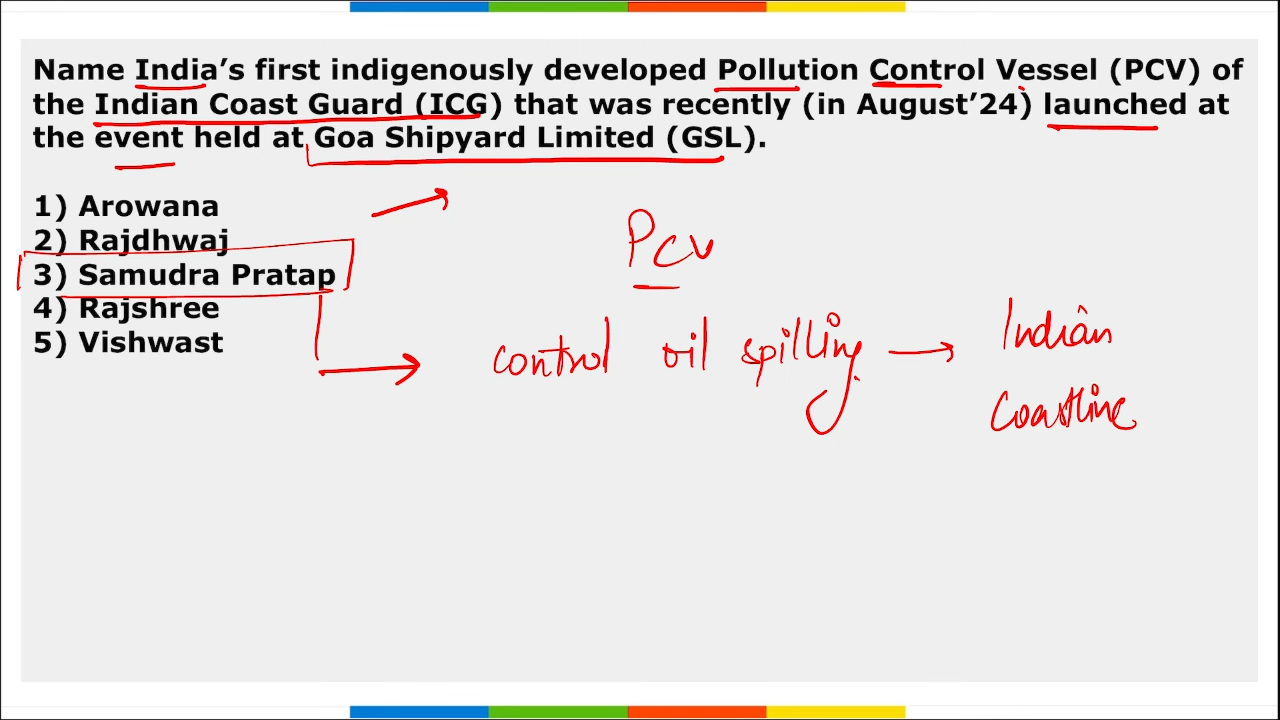 Name India’s first indigenously developed Pollution Control Vessel (PCV) of
the Indian Coast Guard (ICG) that was recently (in August’24) launched at
the event held at Goa Shipyard Limited (GSL).
1) Arowana
2) Rajdhwaj
3) Samudra Pratap
4) Rajshree
5) Vishwast
PCV
control oil spilling → Indian
Coastline